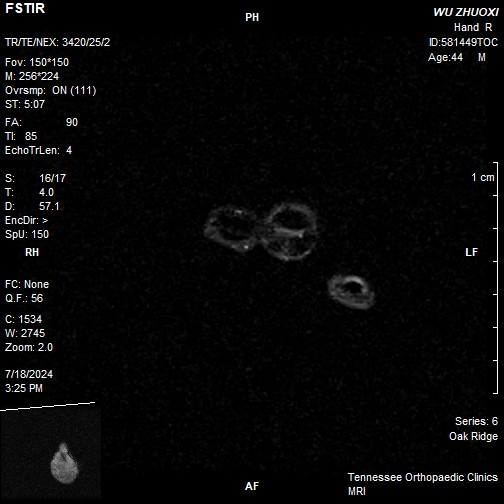 FSTIR
PH
WU ZHUOXI
Hand R
TR/TE/NEX: 3420/25/2
ID:581449TOC
Age:44 M
Fov: 150*150
M: 256*224
Ovrsmp: ON (111)
ST: 5:07
FA: 90
TI: 85
EchoTrLen: 4
S: 16/17
T: 4.0
D: 57.1
EncDir: >
SpU: 150
1 cm
RH
LF
FC: None
Q.F.: 56
C: 1534
W: 2745
Zoom: 2.0
7/18/2024
3:25 PM
Series: 6
Oak Ridge
AF
Tennessee Orthopaedic Clinics
MRI